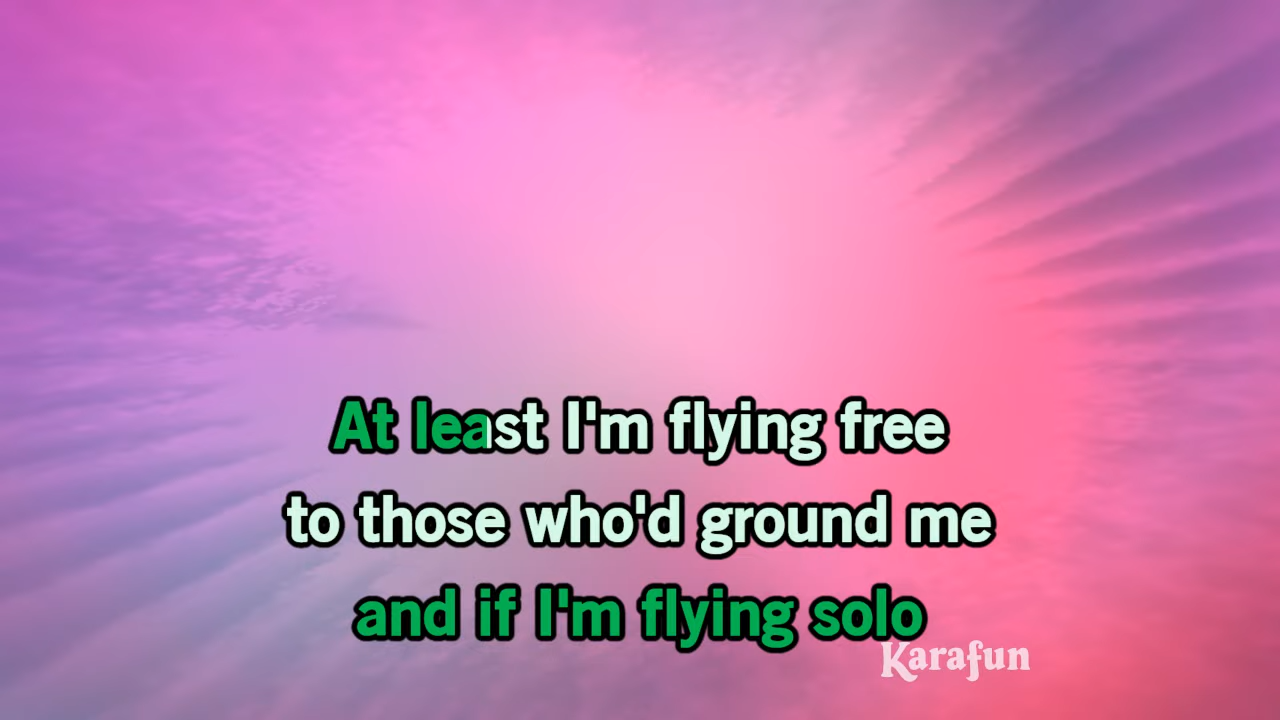 At least I'm flying free
to those who'd ground me
and if I'm flying solo
Karafun